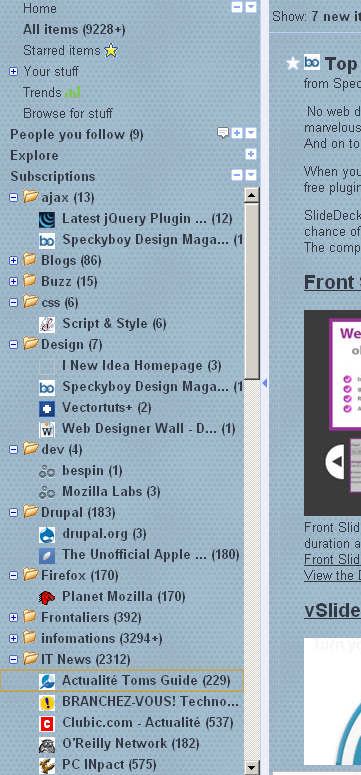 Home
All items (9228+)
Starred items
Your stuff
Trends
Browse for stuff
People you follow (9)
Explore
Subscriptions
ajax (13)
Latest jQuery Plugin ... (12)
Speckyboy Design Maga... (1
Blogs (86)
Buzz (15)
css (6)
Script & Style (6)
Design (7)
I New Idea Homepage (3)
Speckyboy Design Maga... (1
Vectortuts+ (2)
Web Designer Wall - D... (1)
dev (4)
bespin (1)
Mozilla Labs (3)
Drupal (183)
drupal.org (3)
The Unofficial Apple ... (180)
Firefox (170)
Planet Mozilla (170)
Frontaliers (392)
infomations (3294+)
IT News (2312)
Actualité Toms Guide (229)
BRANCHEZ-VOUS! Techno...
Clubic.com - Actualité (537)
O'Reilly Network (182)
PC INpact (575)
Show: 7 new it
Top
from Spec
No web d
marvelous
And on to
When you
free plugin
SlideDeck
chance of
The comp
Front S
We
Front Slid
duration a
Front Slid
View the D
vSlide
Turn you